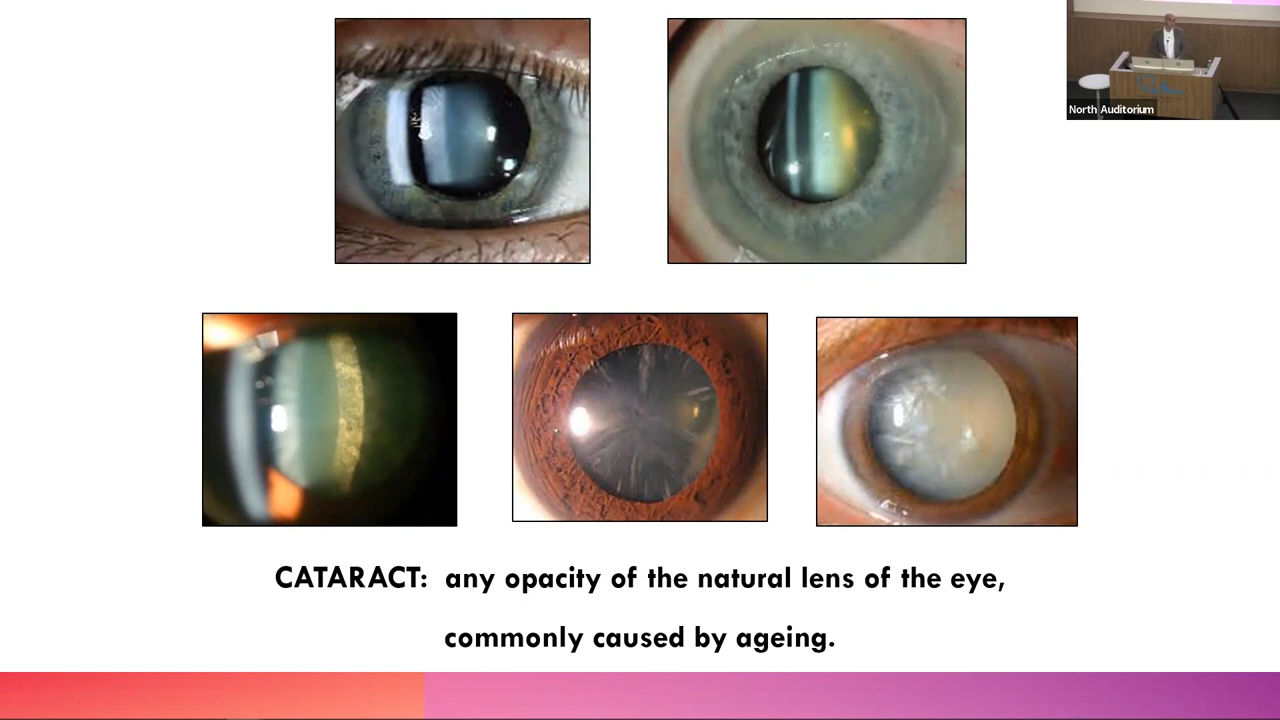 North Auditorium
CATARACT: any opacity of the natural lens of the eye,
commonly caused by ageing.